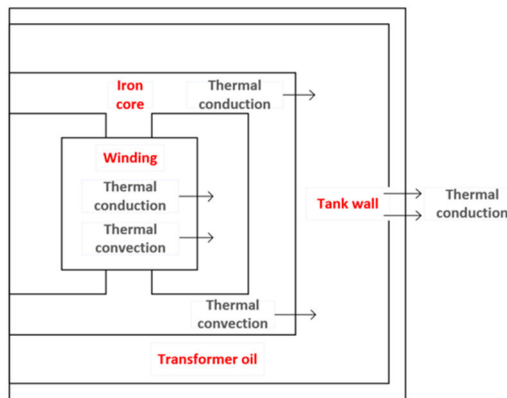 Iron
core
Thermal
conduction
Winding
Thermal
conduction
Thermal
convection
Tank wall
Thermal
conduction
Thermal
convection
Transformer oil